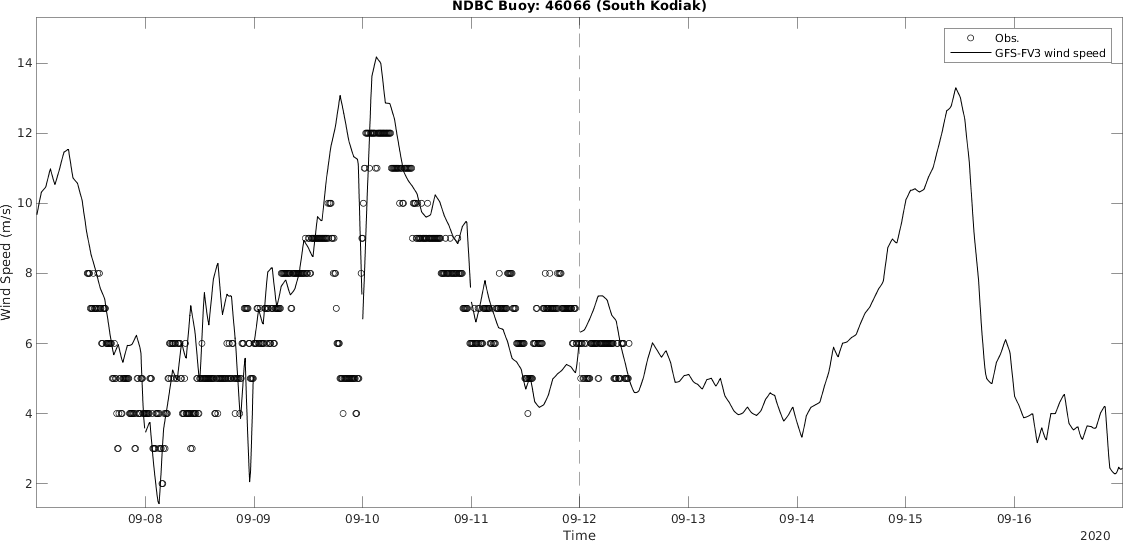 NDBC Buoy: 46066 (South Kodiak)
Obs.
GFS-FV3 wind speed
Wind Speed (m/s)
14
12
10
8
6
4
2
09-08 09-09 09-10 09-11 09-12 09-13 09-14 09-15 09-16
Time
2020